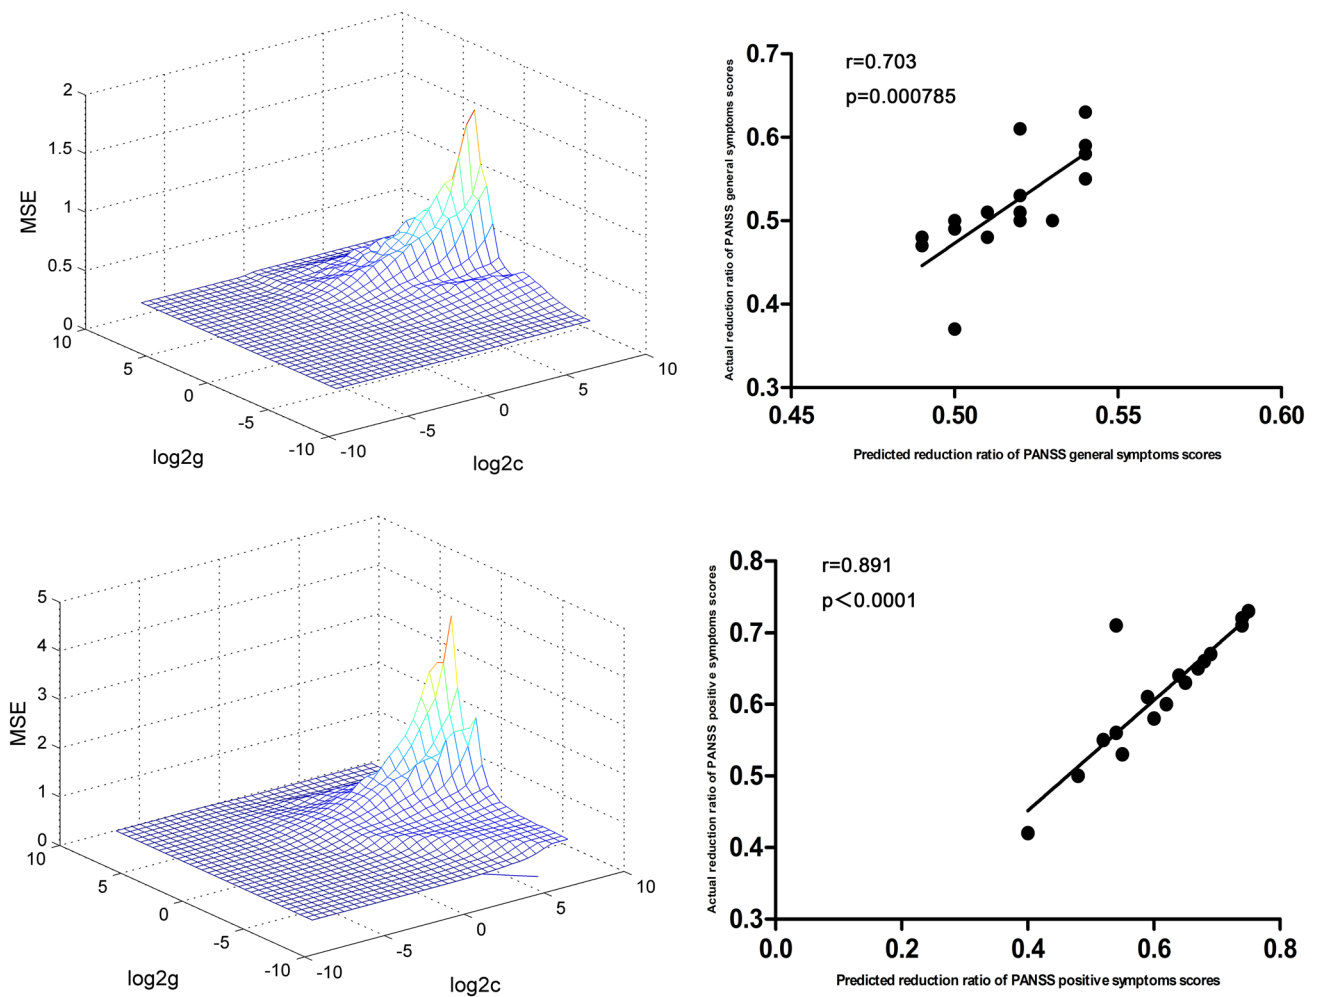 2
1.5
1
0.5
0
MSE
10
5
0
-5
-10
log2g
-10
-5
0
5
10
log2c
0.7
0.6
0.5
0.4
0.3
Actual reduction ratio of PANSS general symptoms scores
r=0.703
p=0.000785
0.45 0.50 0.55 0.60
Predicted reduction ratio of PANSS general symptoms scores
5
4
3
2
1
0
MSE
10
5
0
-5
-10
log2g
-10
-5
0
5
10
log2c
0.8
0.7
0.6
0.5
0.4
0.3
Actual reduction ratio of PANSS positive symptoms scores
r=0.891
p<0.0001
0.0 0.2 0.4 0.6 0.8
Predicted reduction ratio of PANSS positive symptoms scores